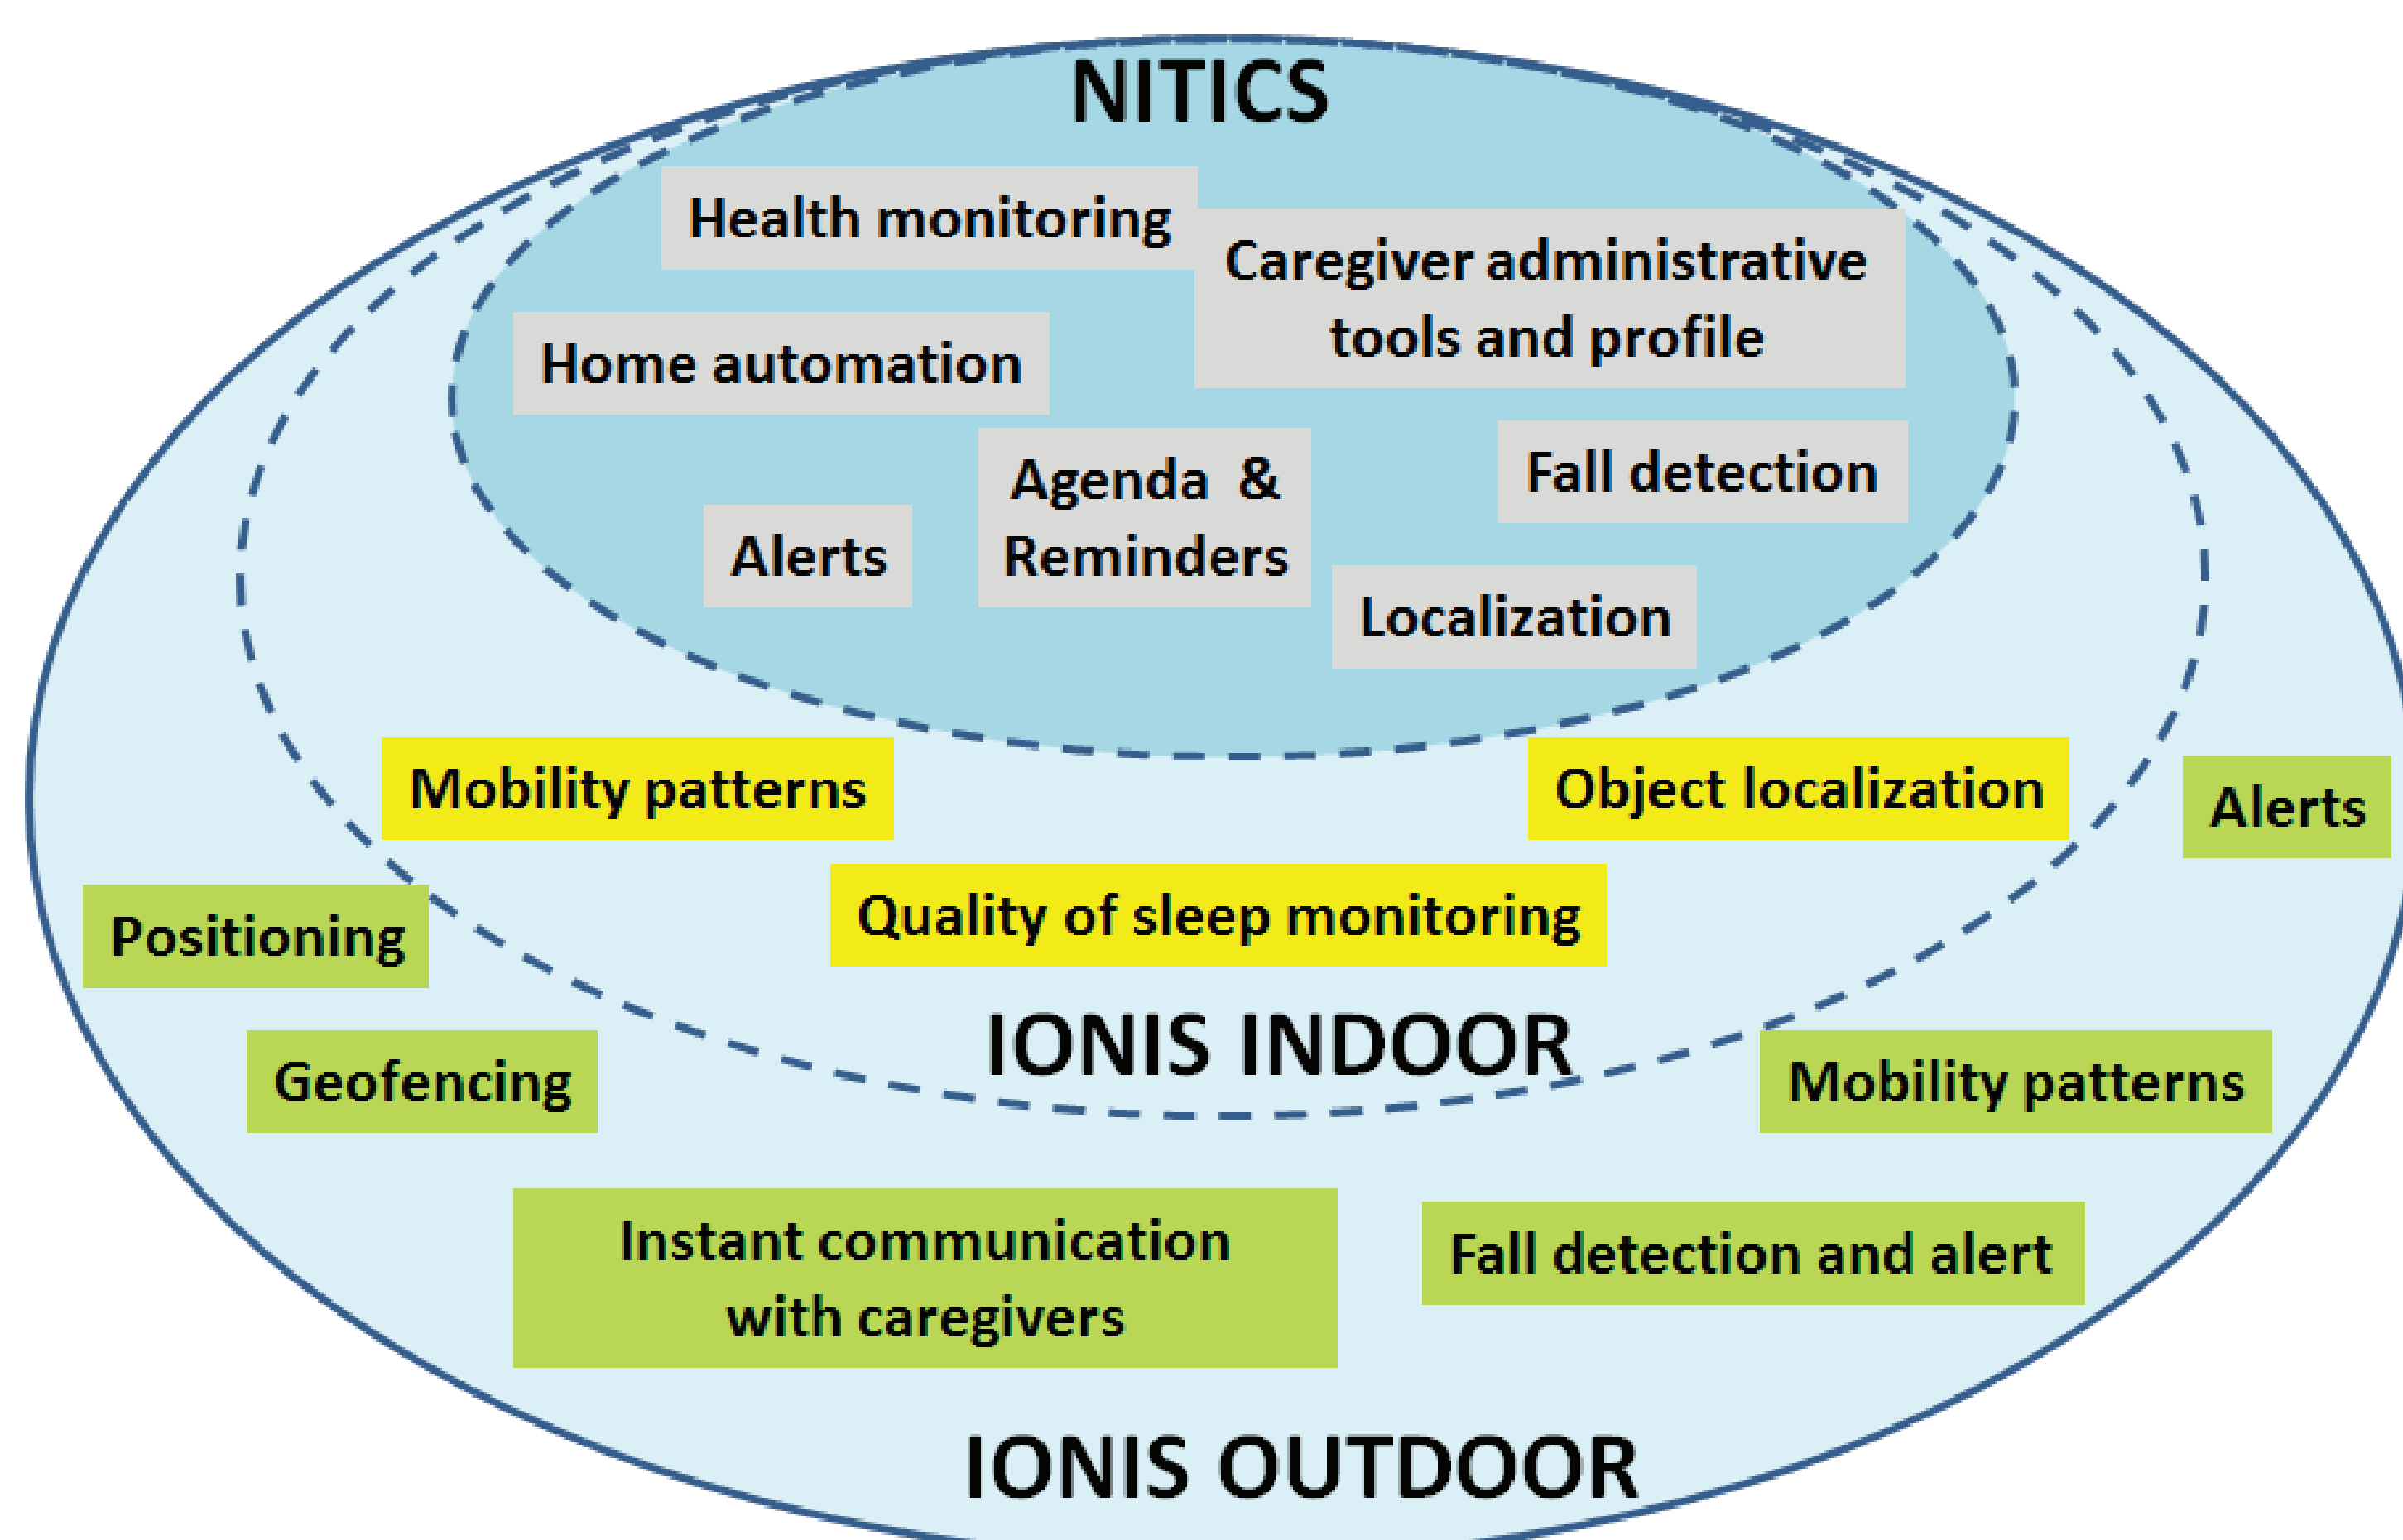 NITICS
Health monitoring
Caregiver administrative
tools and profile
Home automation
Agenda &
Reminders
Fall detection
Alerts
Localization
Mobility patterns
Object localization
Alerts
Quality of sleep monitoring
Positioning
IONIS INDOOR
Geofencing
Mobility patterns
Instant communication
with caregivers
Fall detection and alert
IONIS OUTDOOR